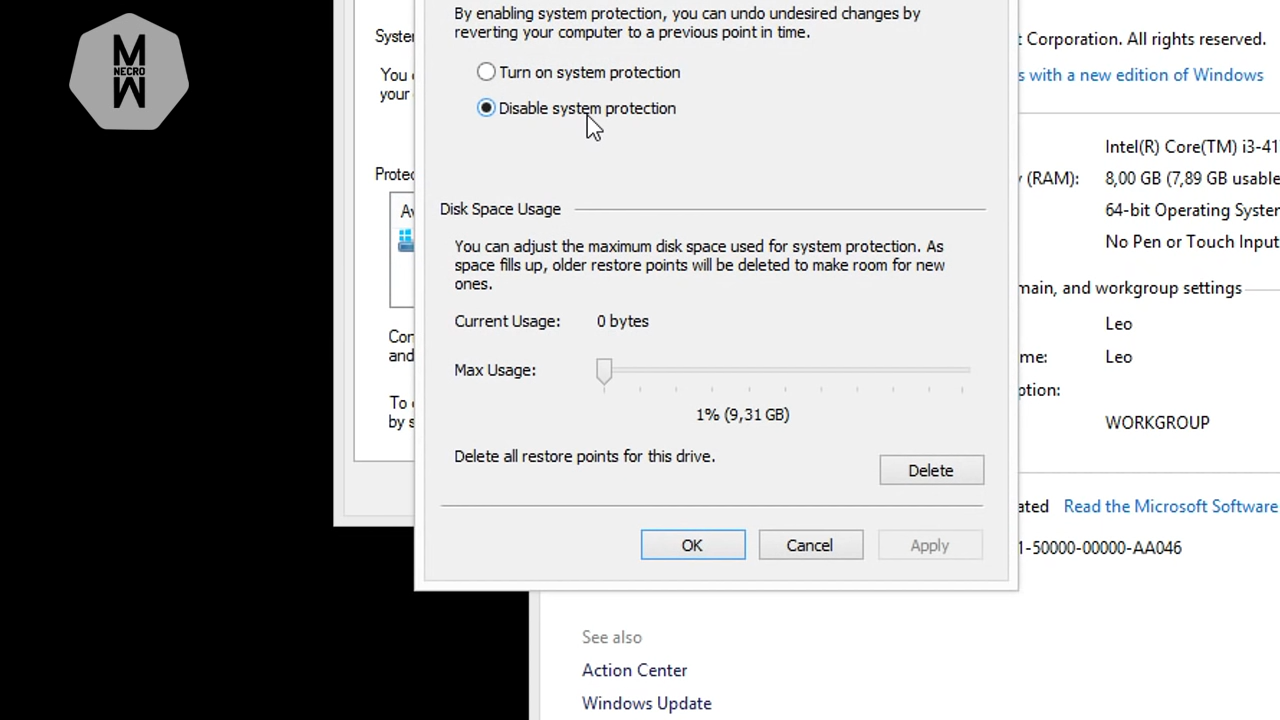 M
NECRO
M
By enabling system protection, you can undo undesired changes by
reverting your computer to a previous point in time.
Turn on system protection
Disable system protection
Disk Space Usage
You can adjust the maximum disk space used for system protection. As
space fills up, older restore points will be deleted to make room for new
ones.
Current Usage: 0 bytes
Max Usage:
1% (9,31 GB)
Delete all restore points for this drive.
Delete
OK Cancel Apply
Syster
You
your
Protec
Av
Con
and
To
by s
Corporation. All rights reserved.
s with a new edition of Windows
Intel(R) Core(TM) i3-41
(RAM): 8,00 GB (7,89 GB usable
64-bit Operating System
No Pen or Touch Input
main, and workgroup settings
Leo
me: Leo
ption:
WORKGROUP
ated Read the Microsoft Software
1-50000-00000-AA046
See also
Action Center
Windows Update